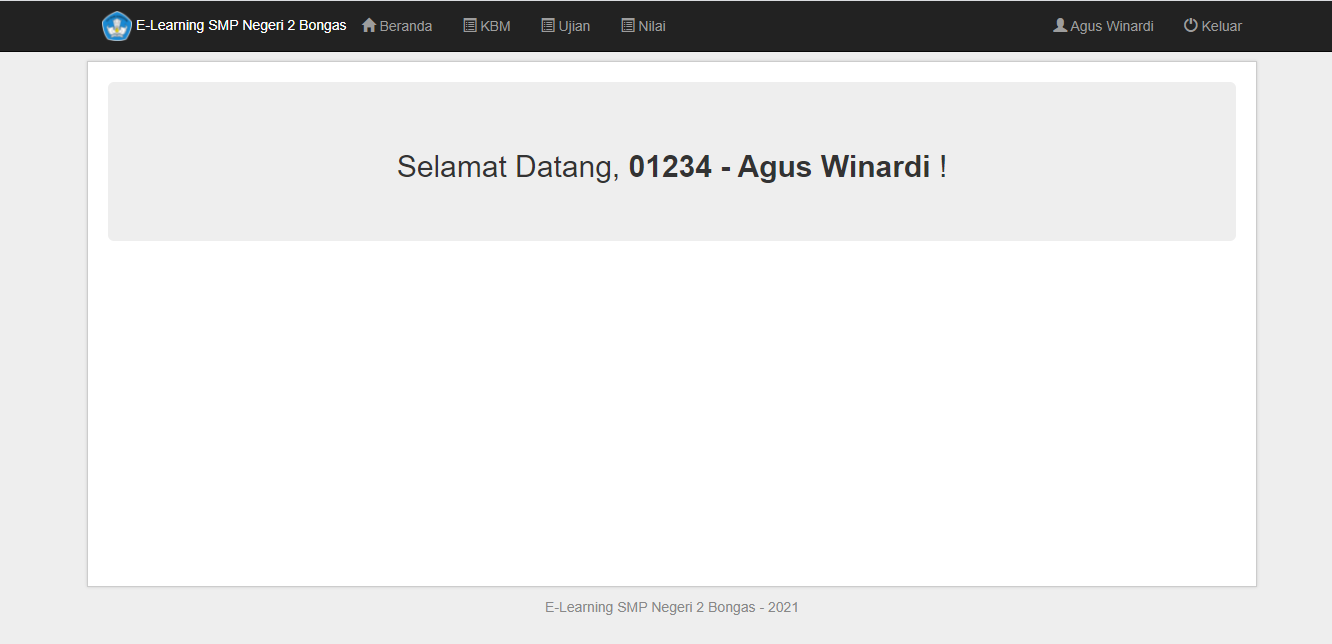 E-Learning SMP Negeri 2 Bongas Beranda KBM Ujian Nilai Agus Winardi Keluar
Selamat Datang, 01234 - Agus Winardi !
E-Learning SMP Negeri 2 Bongas - 2021